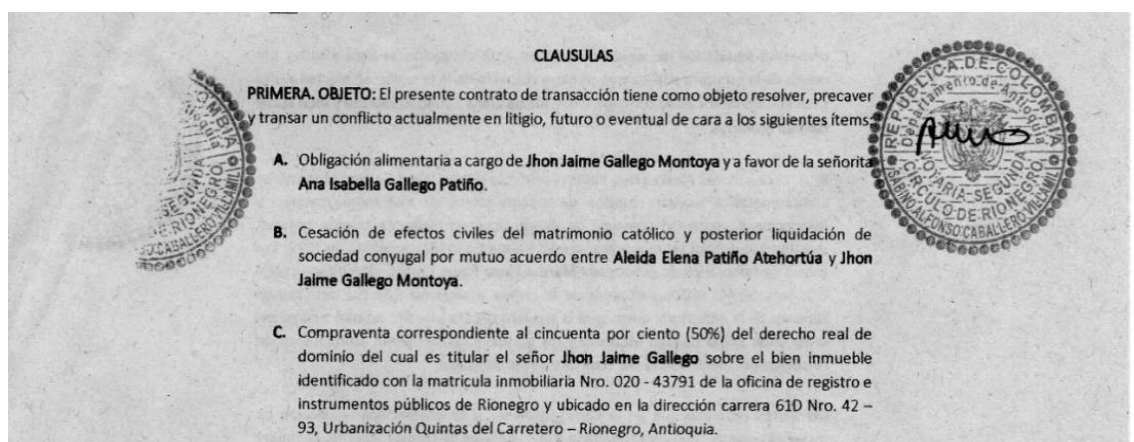 CLAUSULAS
PRIMERA. OBJETO: El presente contrato de transacción tiene como objeto resolver, precaver
y transar un conflicto actualmente en litigio, futuro o eventual de cara a los siguientes ítems:
A. Obligación alimentaria a cargo de Jhon Jaime Gallego Montoya y a favor de la señorita
Ana Isabella Gallego Patiño.
B. Cesación de efectos civiles del matrimonio católico y posterior liquidación de
sociedad conyugal por mutuo acuerdo entre Aleida Elena Patiño Atehortúa y Jhon
Jaime Gallego Montoya.
C. Compraventa correspondiente al cincuenta por ciento (50%) del derecho real de
dominio del cual es titular el señor Jhon Jaime Gallego sobre el bien inmueble
identificado con la matricula inmobiliaria Nro. 020 - 43791 de la oficina de registro e
instrumentos públicos de Rionegro y ubicado en la dirección carrera 61D Nro. 42 –
93, Urbanización Quintas del Carretero – Rionegro, Antioquia.
REPUBLICA DE COLOMBIA
Departamento de Antioquia
NOTARIA SEGUNDA
CIRCULO DE RIONEGRO
SABINO ALFONSO CABALLERO VILLAMIL